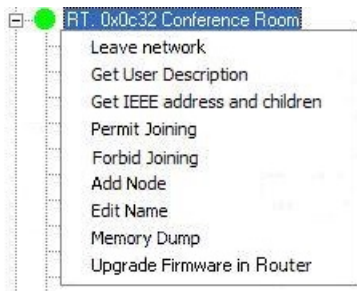 RT. 0x0c32 Conference Room
Leave network
Get User Description
Get IEEE address and children
Permit Joining
Forbid Joining
Add Node
Edit Name
Memory Dump
Upgrade Firmware in Router